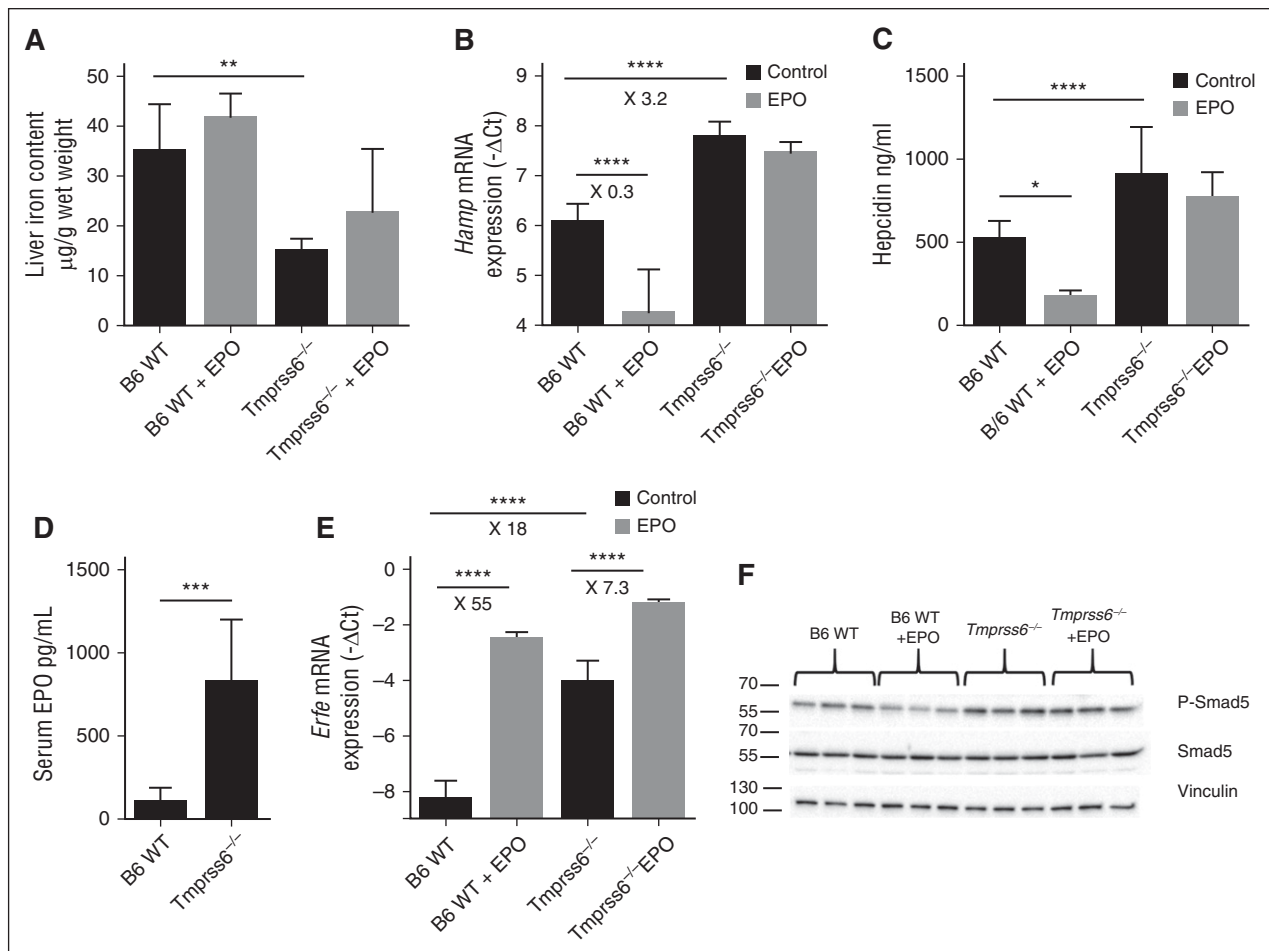 A
Liver iron content
µg/g wet weight
50
40
30
20
10
0
**
B6 WT
B6 WT + EPO
Tmprss6⁻/⁻
Tmprss6⁻/⁻ + EPO
B
Hamp mRNA
expression (-ΔCt)
9
8
7
6
5
4
****
X 3.2
****
X 0.3
Control
EPO
B6 WT
B6 WT + EPO
Tmprss6⁻/⁻
Tmprss6⁻/⁻EPO
C
Hepcidin ng/ml
1500
1000
500
0
****
*
Control
EPO
B6 WT
B/6 WT + EPO
Tmprss6⁻/⁻
Tmprss6⁻/⁻EPO
D
Serum EPO pg/mL
1500
1000
500
0
***
B6 WT
Tmprss6⁻/⁻
E
Erfe mRNA
expression (-ΔCt)
0
−2
−4
−6
−8
****
X 18
****
X 55
****
X 7.3
Control
EPO
B6 WT
B6 WT + EPO
Tmprss6⁻/⁻
Tmprss6⁻/⁻EPO
F
B6 WT
B6 WT
+EPO
Tmprss6⁻/⁻
Tmprss6⁻/⁻
+EPO
70
55
70
55
130
100
P-Smad5
Smad5
Vinculin